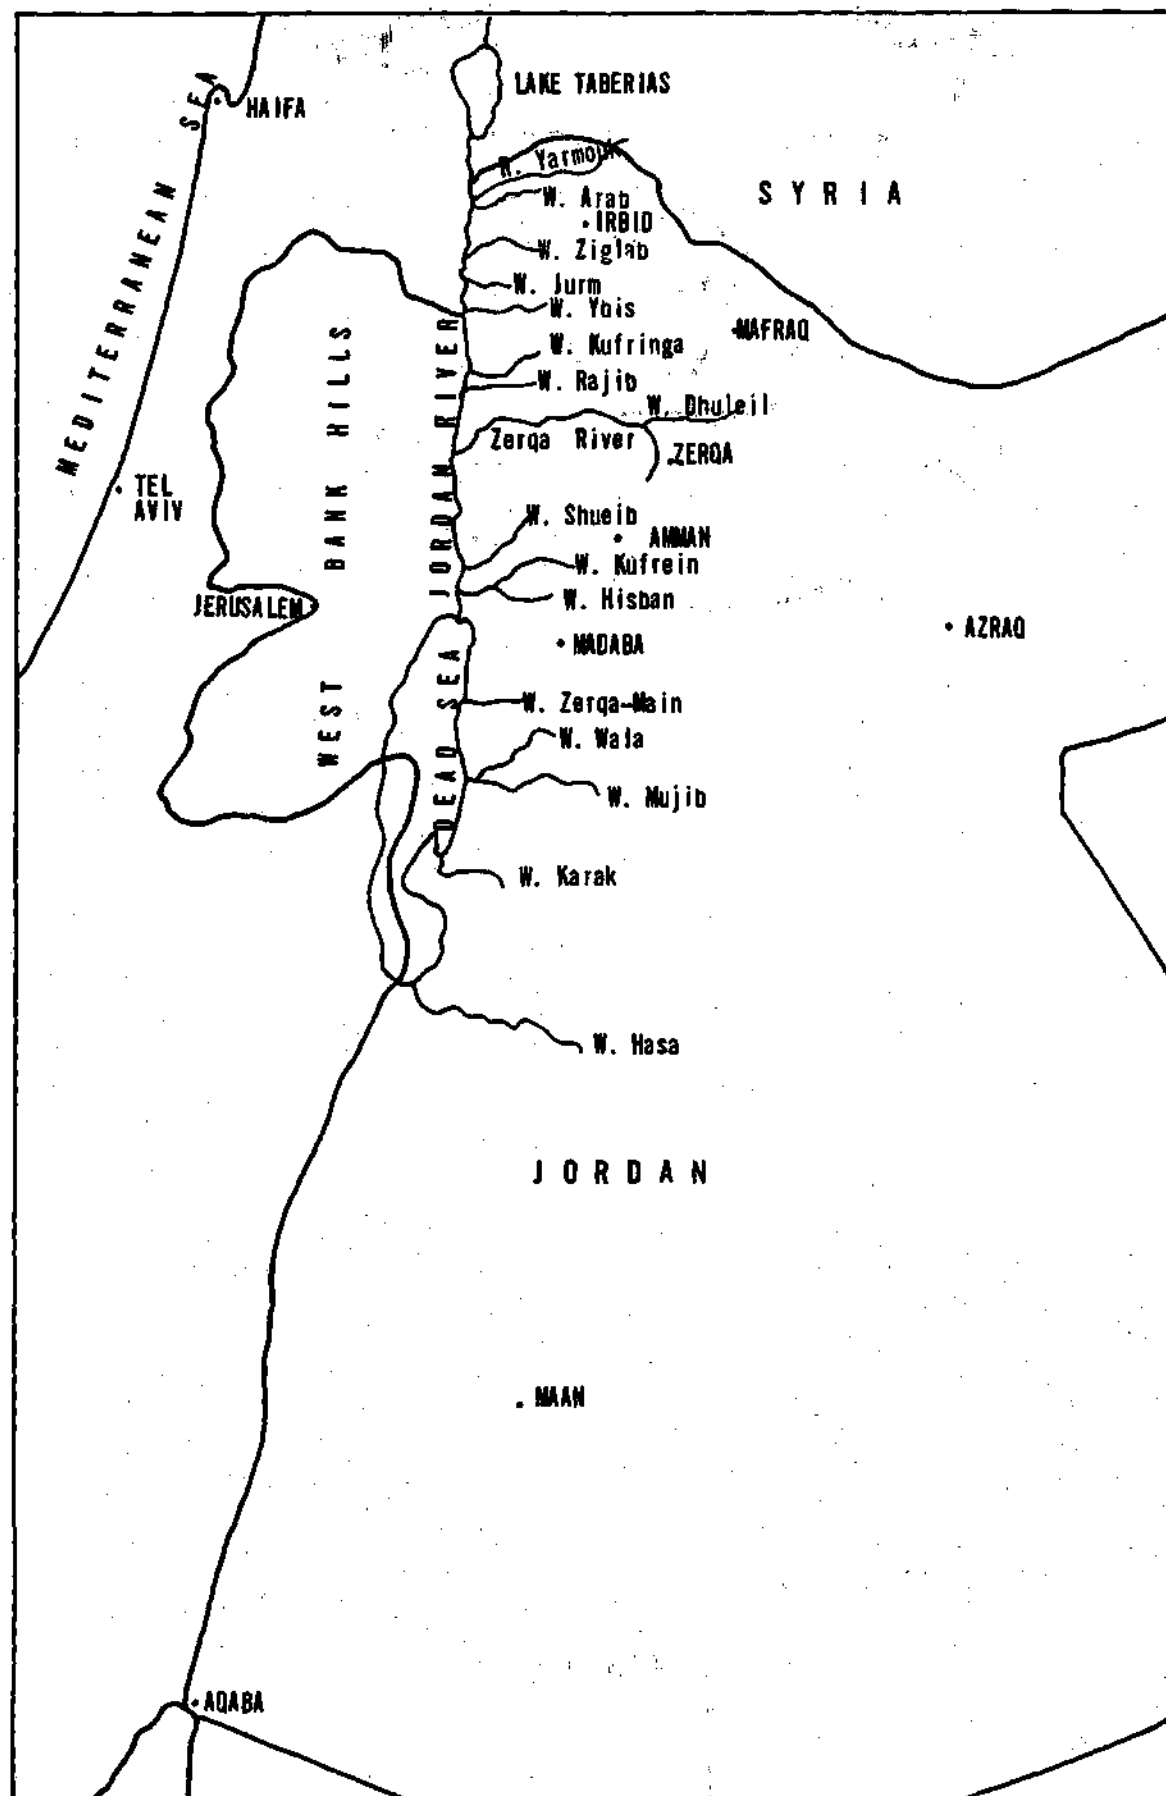 LAKE TABERIAS
HAIFA
MEDITERRANEAN SEA
W. Yarmouk
SYRIA
W. Arab
IRBID
W. Ziglab
W. Jurm
W. Yois
MAFRAQ
W. Kufringa
W. Rajib
W. Dhuleil
Zerqa River
ZERQA
JORDAN RIVER
WEST BANK HILLS
TEL
AVIV
W. Shueib
AMMAN
W. Kufrein
W. Hisban
JERUSALEM
AZRAQ
MADABA
DEAD SEA
W. Zerqa-Main
W. Wala
W. Mujib
W. Karak
W. Hasa
JORDAN
MAAN
AQABA